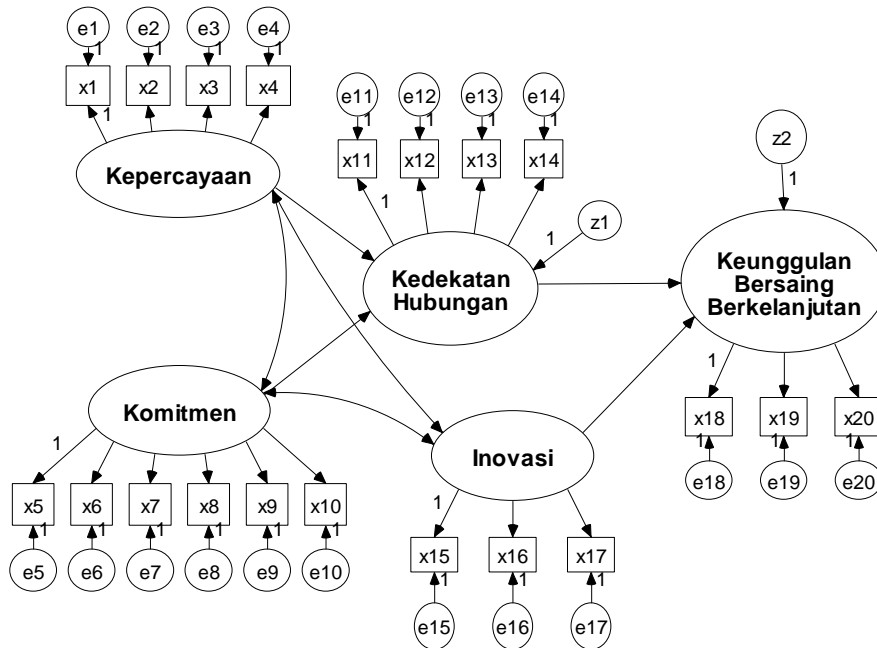 e1 e2 e3 e4
1 1 1 1
x1 x2 x3 x4
1
Kepercayaan
e11 e12 e13 e14
1 1 1 1
x11 x12 x13 x14
1
z1
1
Kedekatan
Hubungan
z2
1
Keunggulan
Bersaing
Berkelanjutan
1
x18 x19 x20
1 1 1
e18 e19 e20
Komitmen
1
x5 x6 x7 x8 x9 x10
1 1 1 1 1 1
e5 e6 e7 e8 e9 e10
Inovasi
1
x15 x16 x17
1 1 1
e15 e16 e17